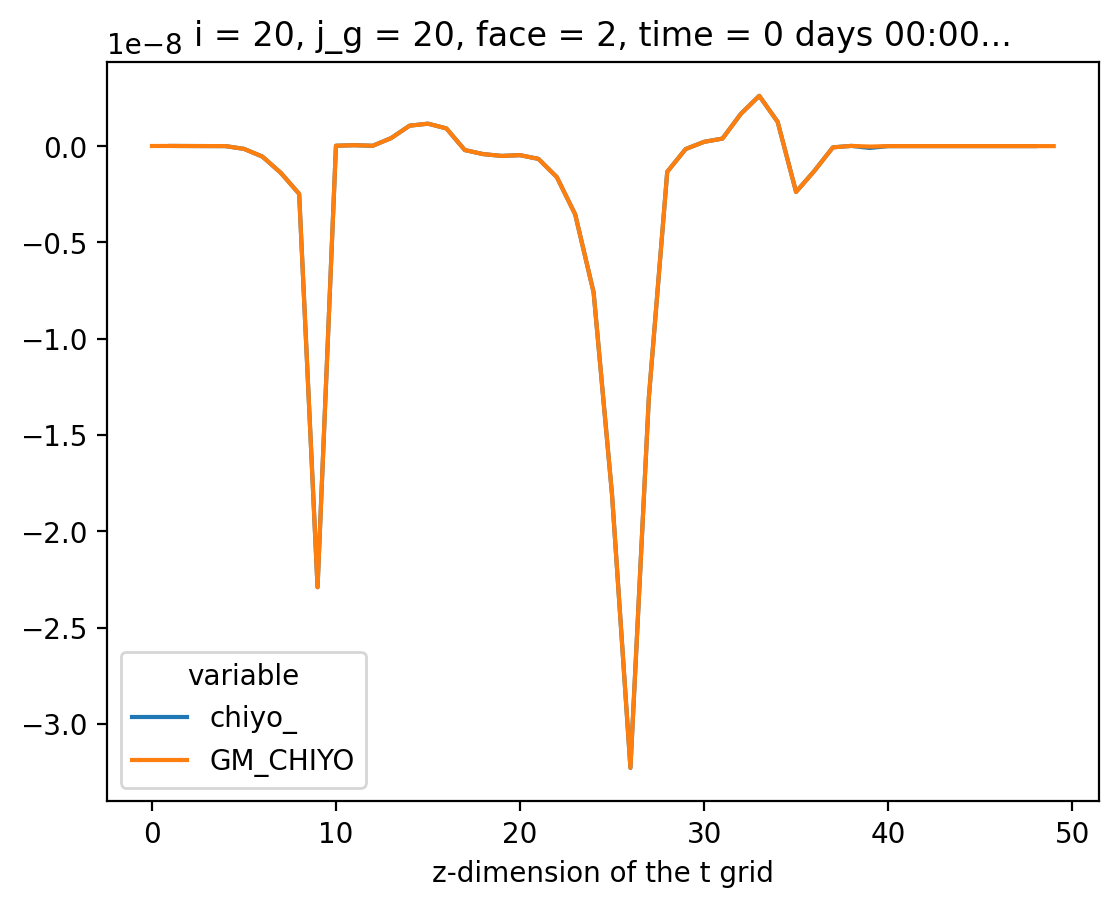 i = 20, j_g = 20, face = 2, time = 0 days 00:00...
1e−8
0.0
−0.5
−1.0
−1.5
−2.0
−2.5
−3.0
variable
chiyo_
GM_CHIYO
0 10 20 30 40 50
z-dimension of the t grid